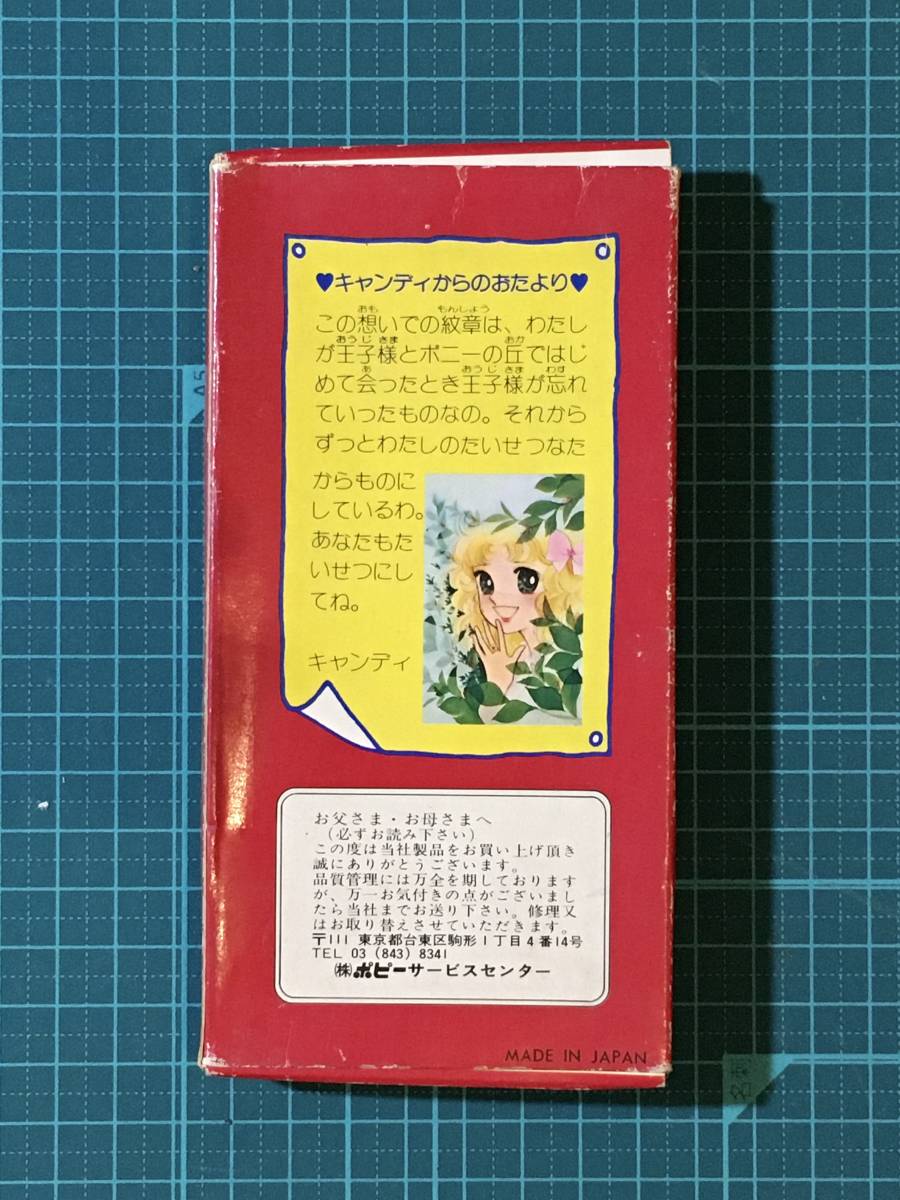 ♥キャンディからのおたより♥
この想いでの紋章は、わたし
が王子様とポニーの丘ではじ
めて会ったとき王子様が忘れ
ていったものなの。それから
ずっとわたしのたいせつなた
からものに
しているわ。
あなたもた
いせつにし
てね。
キャンディ
お父さま・お母さまへ
(必ずお読み下さい)
この度は当社製品をお買い上げ頂き
誠にありがとうございます。
品質管理には万全を期しております
が、万一お気付きの点がございまし
たら当社までお送り下さい。修理又
はお取り替えさせていただきます。
〒111 東京都台東区駒形1丁目4番14号
TEL 03 (843) 8341
㈱ポピーサービスセンター
MADE IN JAPAN